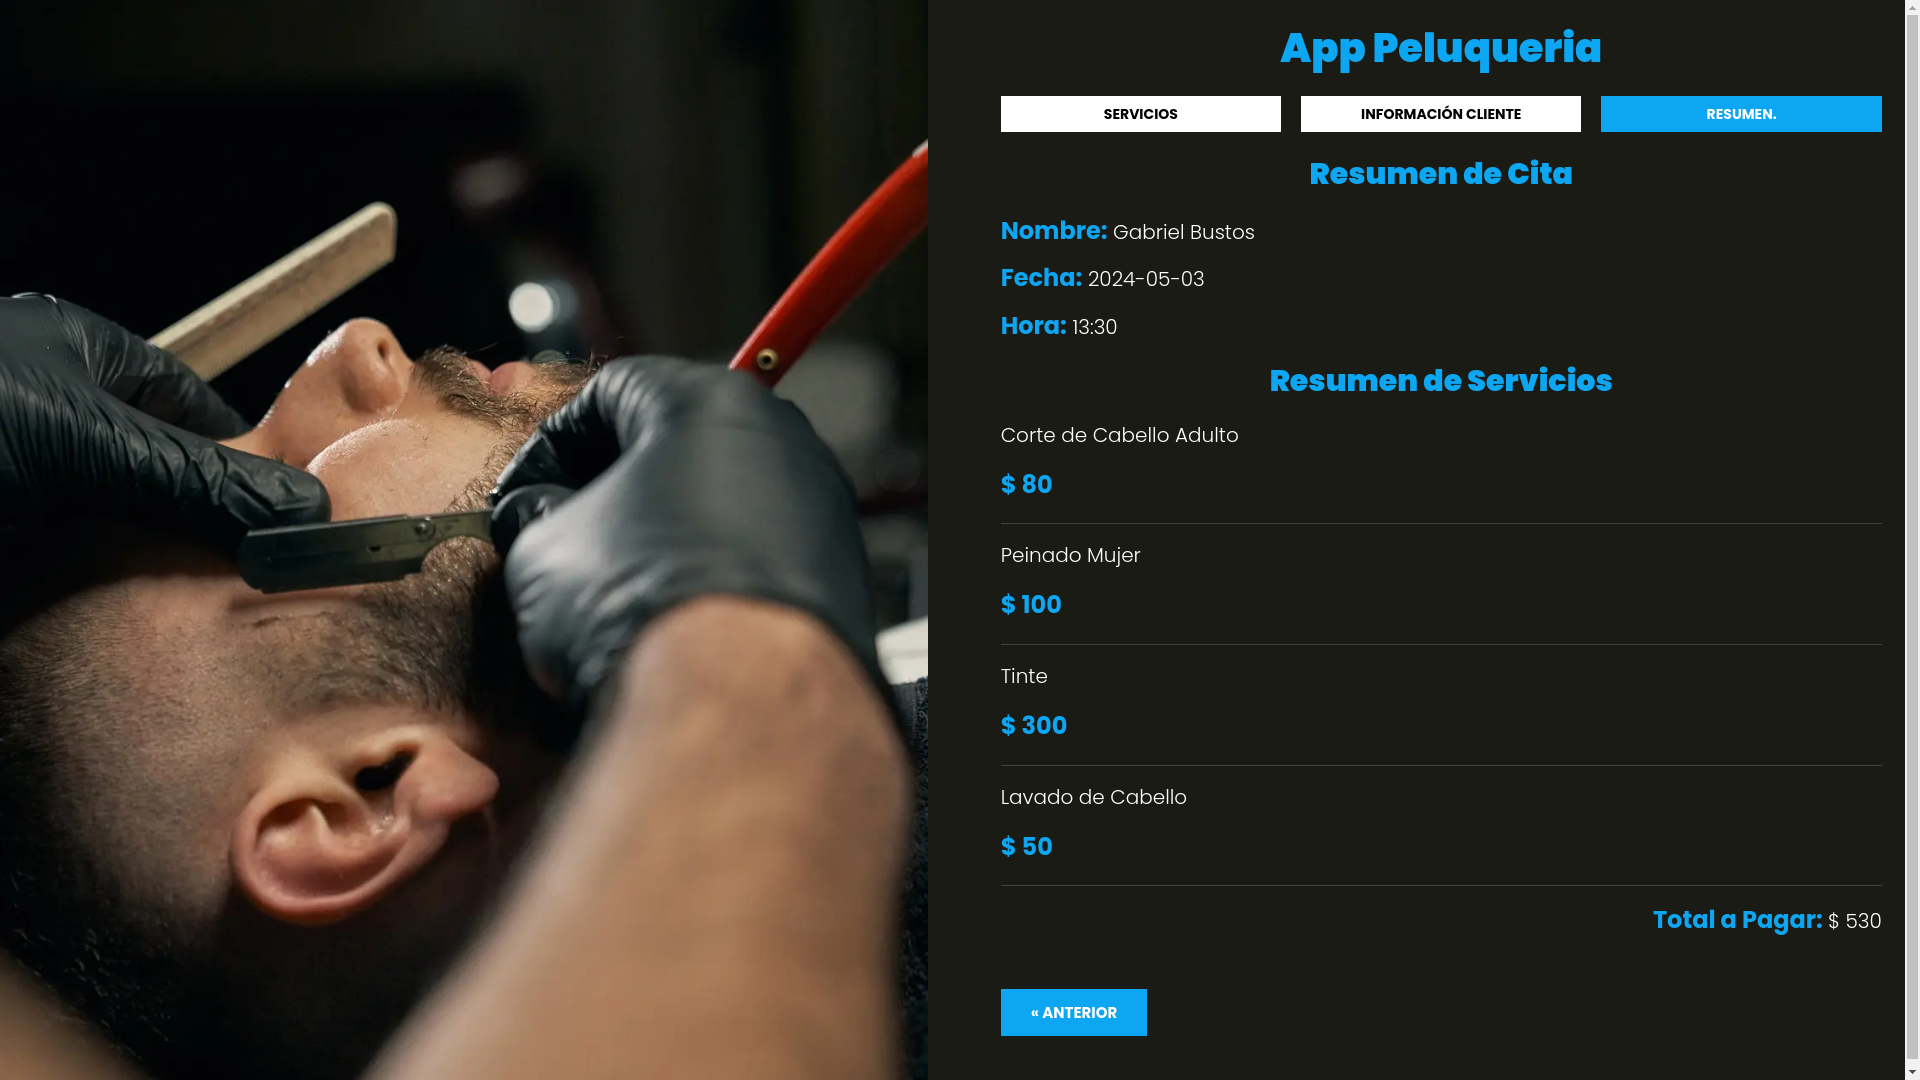 App Peluqueria
SERVICIOS
INFORMACIÓN CLIENTE
RESUMEN.
Resumen de Cita
Nombre: Gabriel Bustos
Fecha: 2024-05-03
Hora: 13:30
Resumen de Servicios
Corte de Cabello Adulto
$ 80
Peinado Mujer
$ 100
Tinte
$ 300
Lavado de Cabello
$ 50
Total a Pagar: $ 530
« ANTERIOR